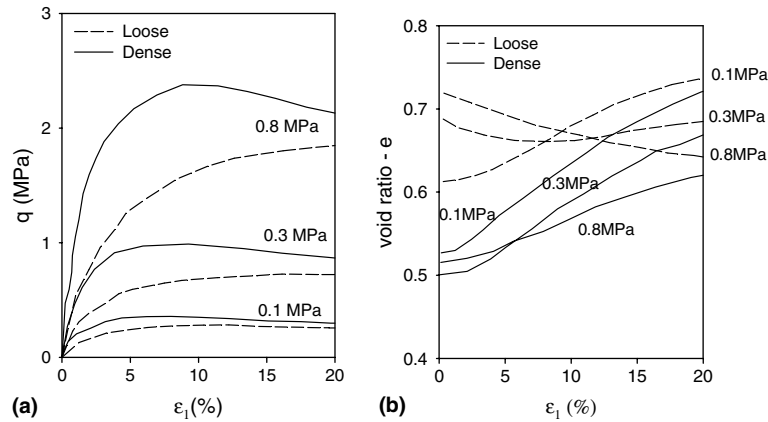 3
2
1
0
q (MPa)
Loose
Dense
0.8 MPa
0.3 MPa
0.1 MPa
0 5 10 15 20
(a) ε1(%)
0.8
0.7
0.6
0.5
0.4
void ratio - e
Loose
Dense
0.1MPa
0.3MPa
0.8MPa
0.1MPa
0.3MPa
0.8MPa
0 5 10 15 20
(b) ε1 (%)